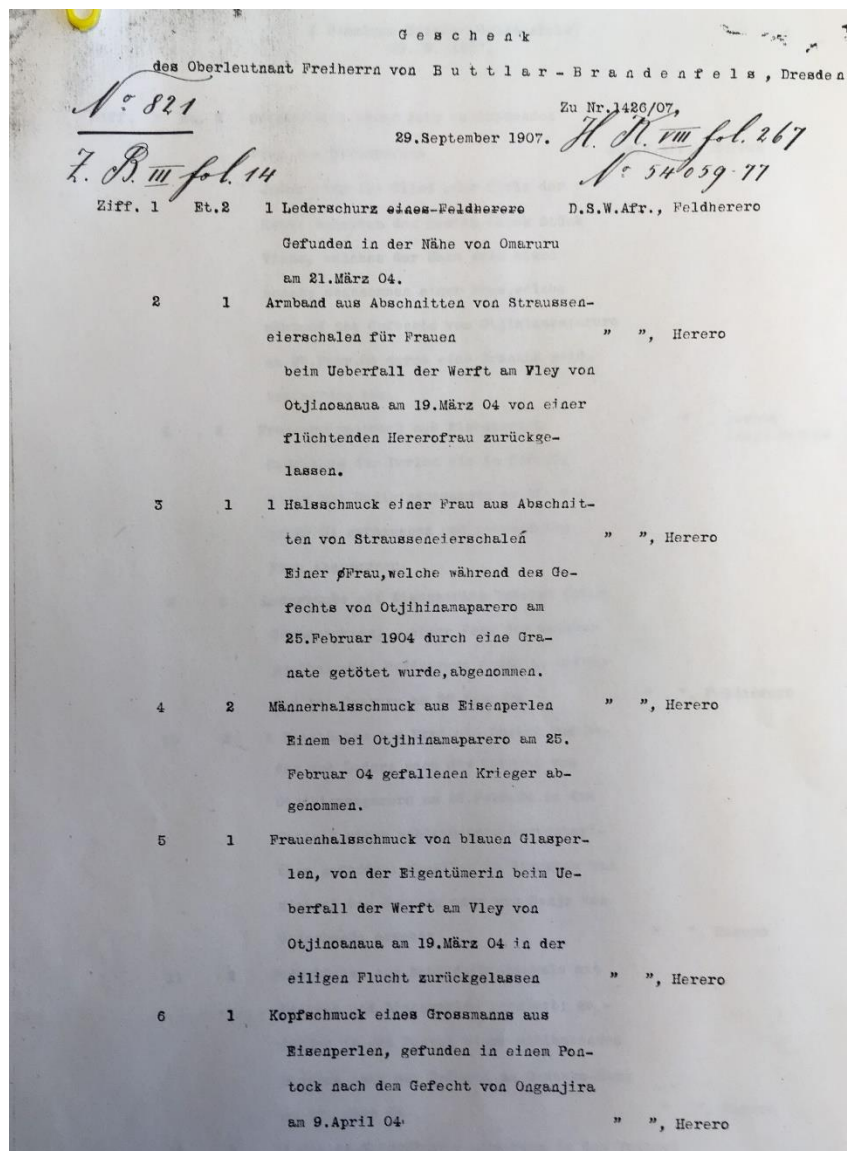 Geschenk
des Oberleutnant Freiherrn von Buttlar-Brandenfels, Dresden
No 821
Zu Nr.1426/07,
29.September 1907.
H. K. VIII fol. 267
Z. B. III fol. 14
No 54059-77
Ziff. 1 Et.2 1 Lederschurz eines Feldherero D.S.W.Afr., Feldherero
Gefunden in der Nähe von Omaruru
am 21.März 04.
2 1 Armband aus Abschnitten von Straussen-
eierschalen für Frauen " ", Herero
beim Ueberfall der Werft am Vley von
Otjinoanaua am 19.März 04 von einer
flüchtenden Hererofrau zurückge-
lassen.
3 1 1 Halsschmuck einer Frau aus Abschnit-
ten von Strausseneierschalen " ", Herero
Einer Frau,welche während des Ge-
fechts von Otjihinamaparero am
25.Februar 1904 durch eine Gra-
nate getötet wurde,abgenommen.
4 2 Männerhalsschmuck aus Eisenperlen " ", Herero
Einem bei Otjihinamaparero am 25.
Februar 04 gefallenen Krieger ab-
genommen.
5 1 Frauenhalsschmuck von blauen Glasper-
len, von der Eigentümerin beim Ue-
berfall der Werft am Vley von
Otjinoanaua am 19.März 04 in der
eiligen Flucht zurückgelassen " ", Herero
6 1 Kopfschmuck eines Grossmanns aus
Eisenperlen, gefunden in einem Pon-
tock nach dem Gefecht von Onganjira
am 9.April 04. " ", Herero